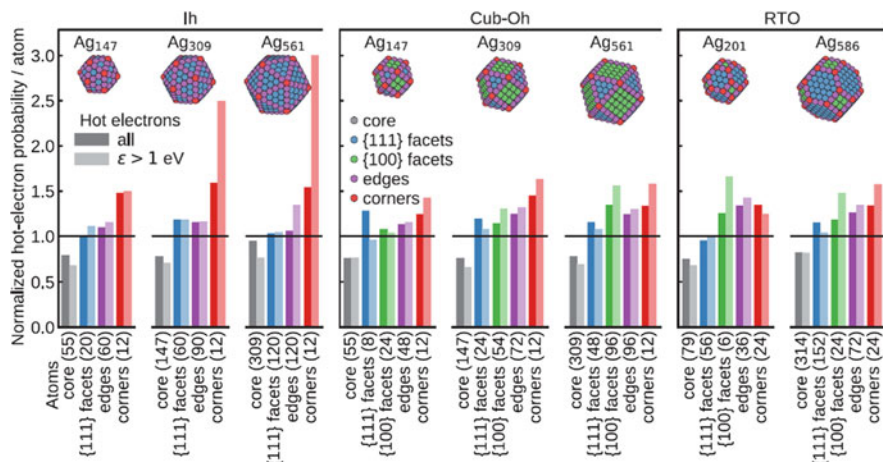 Ih
Cub-Oh
RTO
Ag147
Ag309
Ag561
Ag147
Ag309
Ag561
Ag201
Ag586
Normalized hot-electron probability / atom
3.0
2.5
2.0
1.5
1.0
0.5
0.0
Hot electrons
all
ε > 1 eV
core
{111} facets
{100} facets
edges
corners
Atoms
core (55)
{111} facets (20)
edges (60)
corners (12)
core (147)
{111} facets (60)
edges (90)
corners (12)
core (309)
{111} facets (120)
edges (120)
corners (12)
core (55)
{111} facets (8)
{100} facets (24)
edges (48)
corners (12)
core (147)
{111} facets (24)
{100} facets (54)
edges (72)
corners (12)
core (309)
{111} facets (48)
{100} facets (96)
edges (96)
corners (12)
core (79)
{111} facets (56)
{100} facets (6)
edges (36)
corners (24)
core (314)
{111} facets (152)
{100} facets (24)
edges (72)
corners (24)